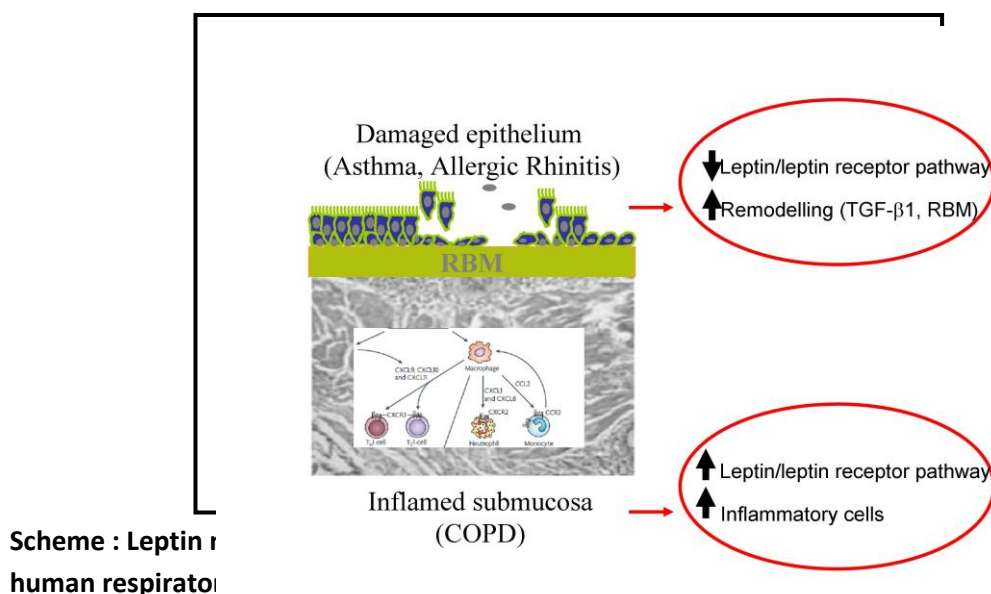 Damaged epithelium
(Asthma, Allergic Rhinitis)
Leptin/leptin receptor pathway
Remodelling (TGF-β1, RBM)
RBM
CXCL9, CXCL10
and CXCL11
Macrophage
CXCL1
and CXCL8
CCL2
CXCR3
CXCR2
CCR2
Neutrophil
Monocyte
Inflamed submucosa
(COPD)
Leptin/leptin receptor pathway
Inflammatory cells
Scheme : Leptin
human